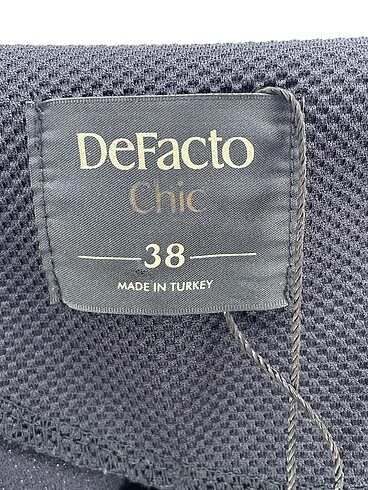 DeFacto
Chic
38
MADE IN TURKEY